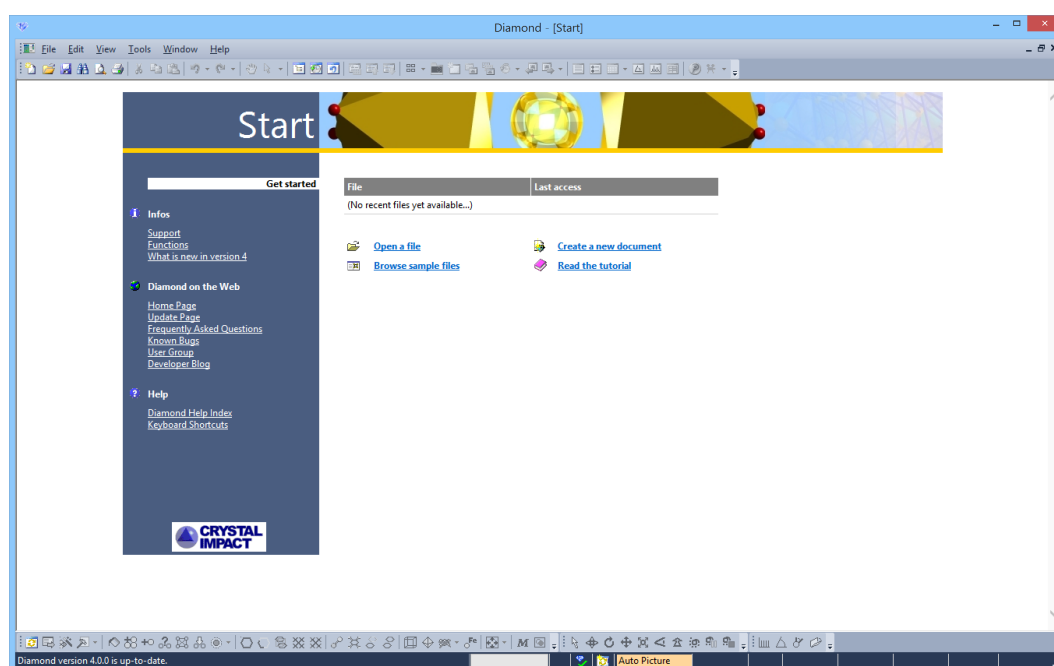 Diamond - [Start]
File Edit View Tools Window Help
Start
Get started
File Last access
(No recent files yet available...)
Infos
Support
Functions
What is new in version 4
Open a file Create a new document
Browse sample files Read the tutorial
Diamond on the Web
Home Page
Update Page
Frequently Asked Questions
Known Bugs
User Group
Developer Blog
Help
Diamond Help Index
Keyboard Shortcuts
CRYSTAL
IMPACT
Diamond version 4.0.0 is up-to-date. Auto Picture